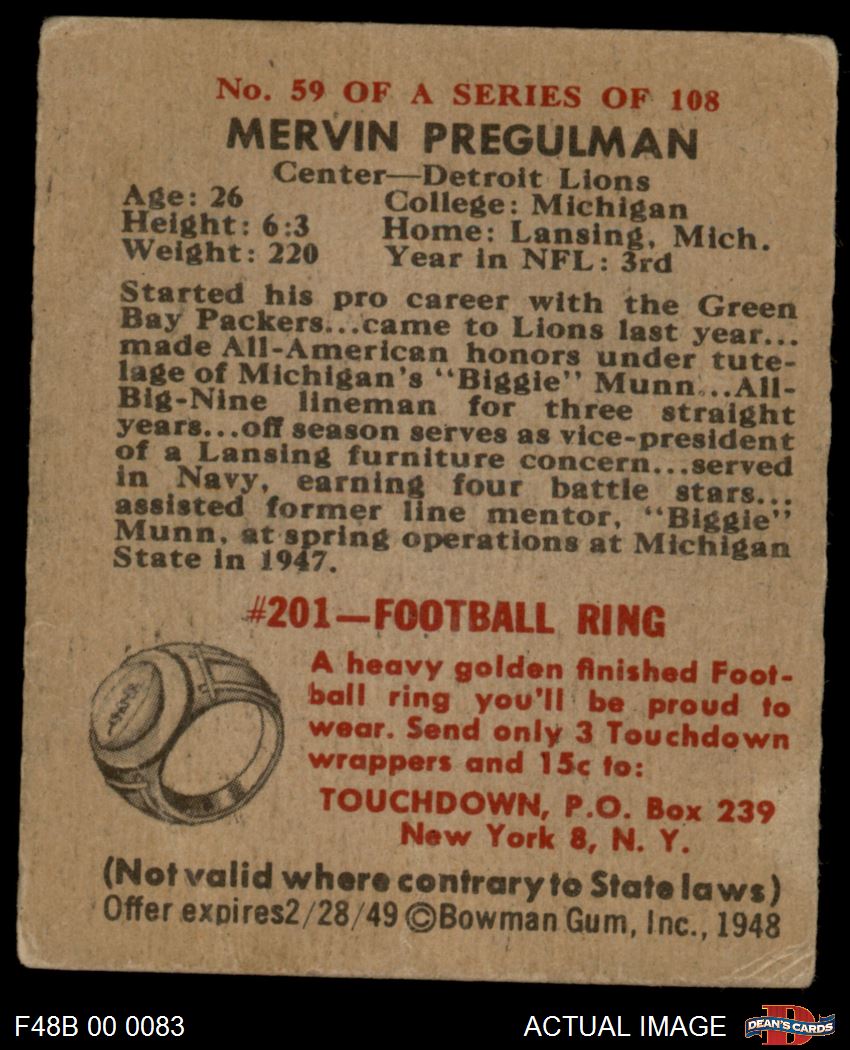 No. 59 OF A SERIES OF 108
MERVIN PREGULMAN
Center—Detroit Lions
Age: 26 College: Michigan
Height: 6:3 Home: Lansing, Mich.
Weight: 220 Year in NFL: 3rd
Started his pro career with the Green
Bay Packers...came to Lions last year...
made All-American honors under tute-
lage of Michigan's "Biggie" Munn...All-
Big-Nine lineman for three straight
years...off season serves as vice-president
of a Lansing furniture concern...served
in Navy, earning four battle stars...
assisted former line mentor, "Biggie"
Munn, at spring operations at Michigan
State in 1947.
#201—FOOTBALL RING
A heavy golden finished Foot-
ball ring you'll be proud to
wear. Send only 3 Touchdown
wrappers and 15c to:
TOUCHDOWN, P.O. Box 239
New York 8, N. Y.
(Not valid where contrary to State laws)
Offer expires 2/28/49 ©Bowman Gum, Inc., 1948
F48B 00 0083 ACTUAL IMAGE DEAN'S CARDS